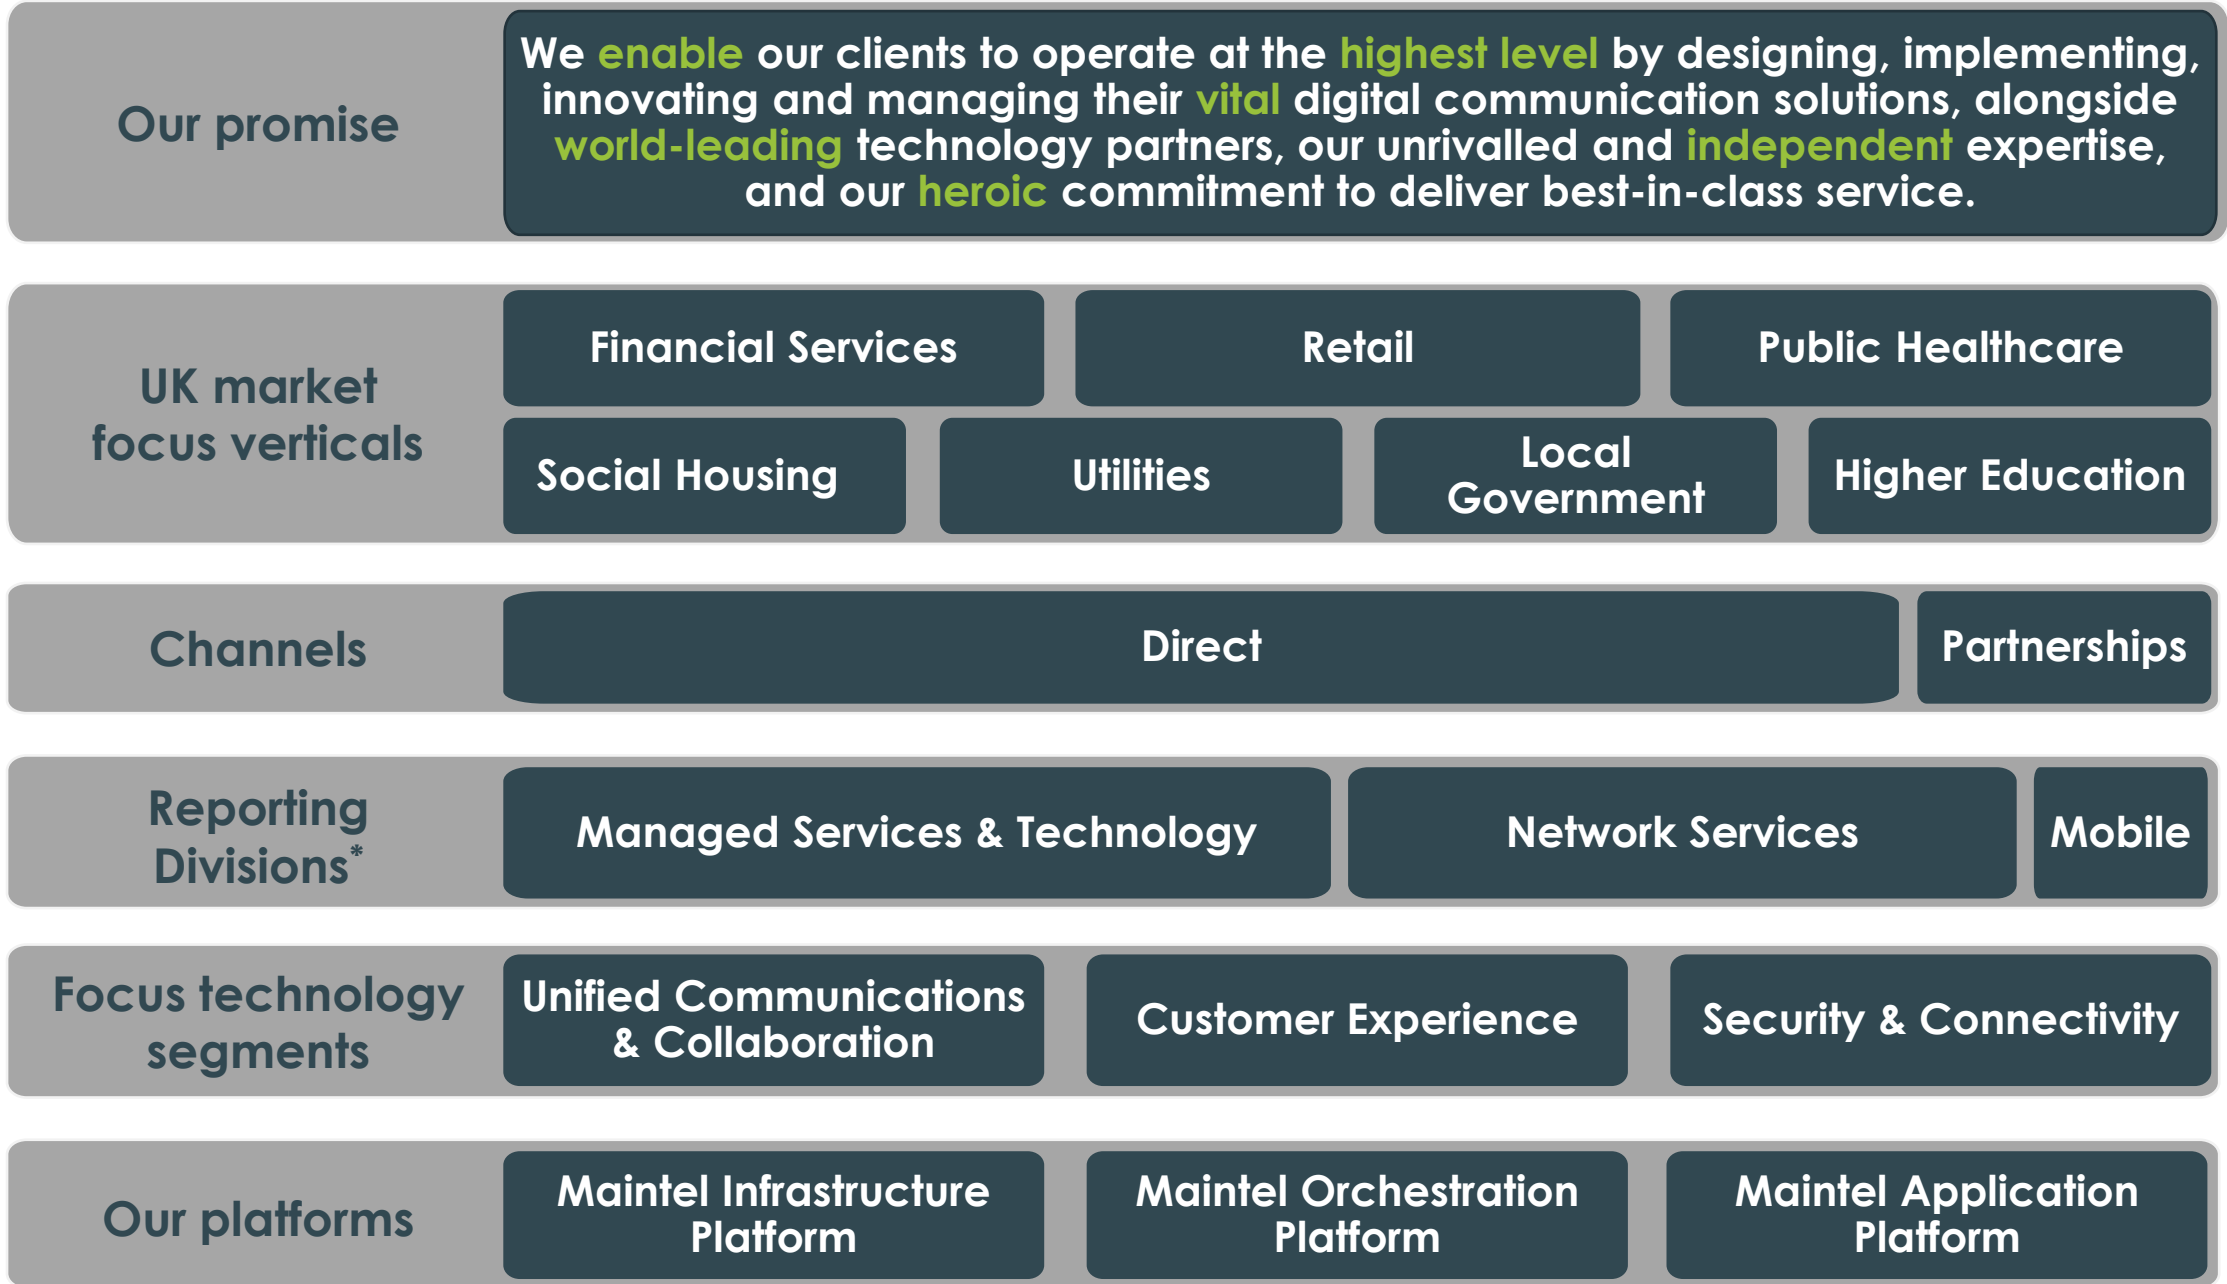 Our promise
We enable our clients to operate at the highest level by designing, implementing,
innovating and managing their vital digital communication solutions, alongside
world-leading technology partners, our unrivalled and independent expertise,
and our heroic commitment to deliver best-in-class service.
UK market
focus verticals
Financial Services
Retail
Public Healthcare
Social Housing
Utilities
Local
Government
Higher Education
Channels
Direct
Partnerships
Reporting
Divisions*
Managed Services & Technology
Network Services
Mobile
Focus technology
segments
Unified Communications
& Collaboration
Customer Experience
Security & Connectivity
Our platforms
Maintel Infrastructure
Platform
Maintel Orchestration
Platform
Maintel Application
Platform